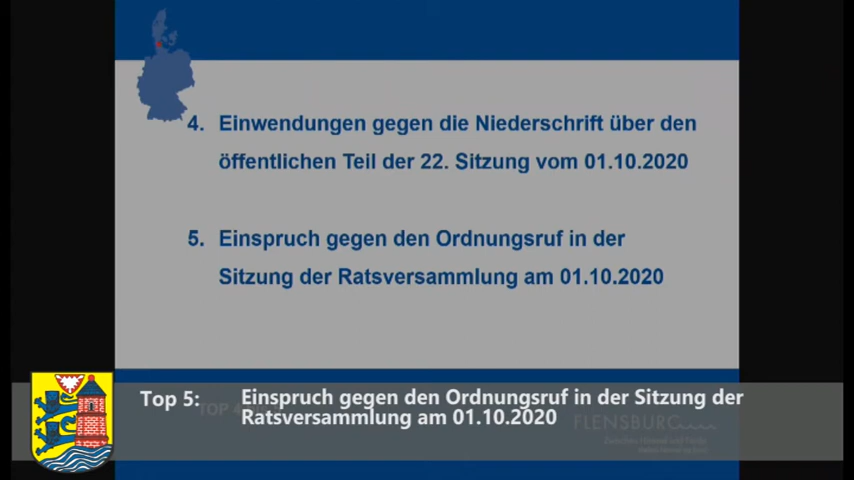 4. Einwendungen gegen die Niederschrift über den
öffentlichen Teil der 22. Sitzung vom 01.10.2020
5. Einspruch gegen den Ordnungsruf in der
Sitzung der Ratsversammlung am 01.10.2020
Top 5: Einspruch gegen den Ordnungsruf in der Sitzung der
Ratsversammlung am 01.10.2020
TOP
FLENSBURG